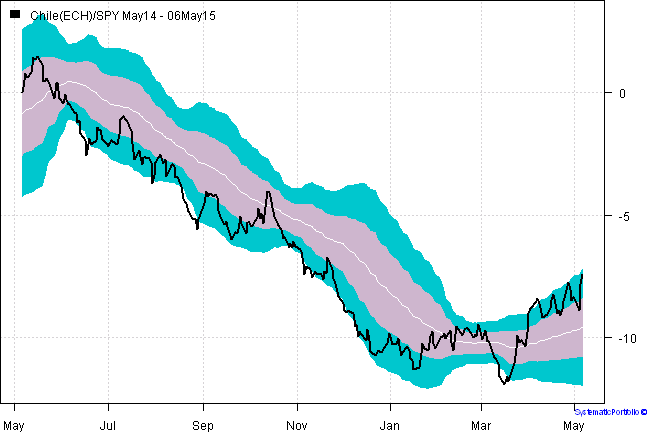 Chile(ECH)/SPY May14 - 06May15
0
-5
-10
May Jul Sep Nov Jan Mar May
SystematicPortfolio ©